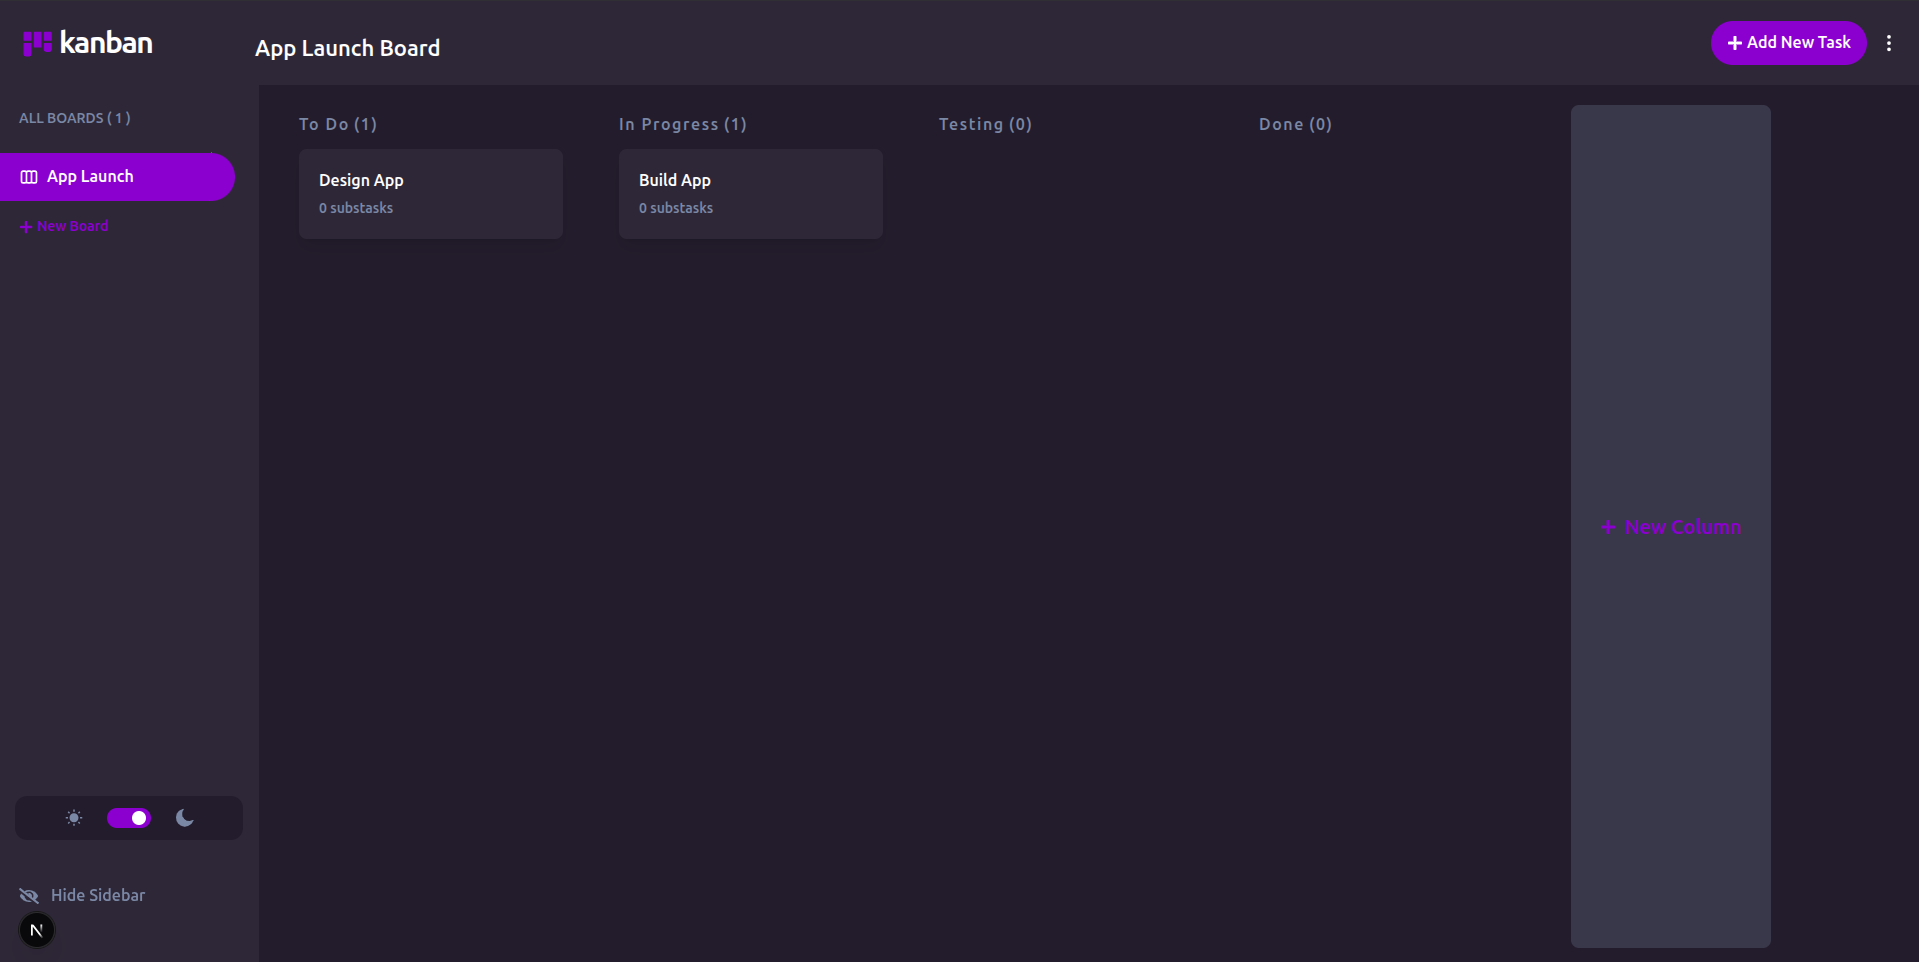 kanban
App Launch Board
+ Add New Task
ALL BOARDS ( 1 )
App Launch
+ New Board
To Do (1)
Design App
0 substasks
In Progress (1)
Build App
0 substasks
Testing (0)
Done (0)
+ New Column
Hide Sidebar
N